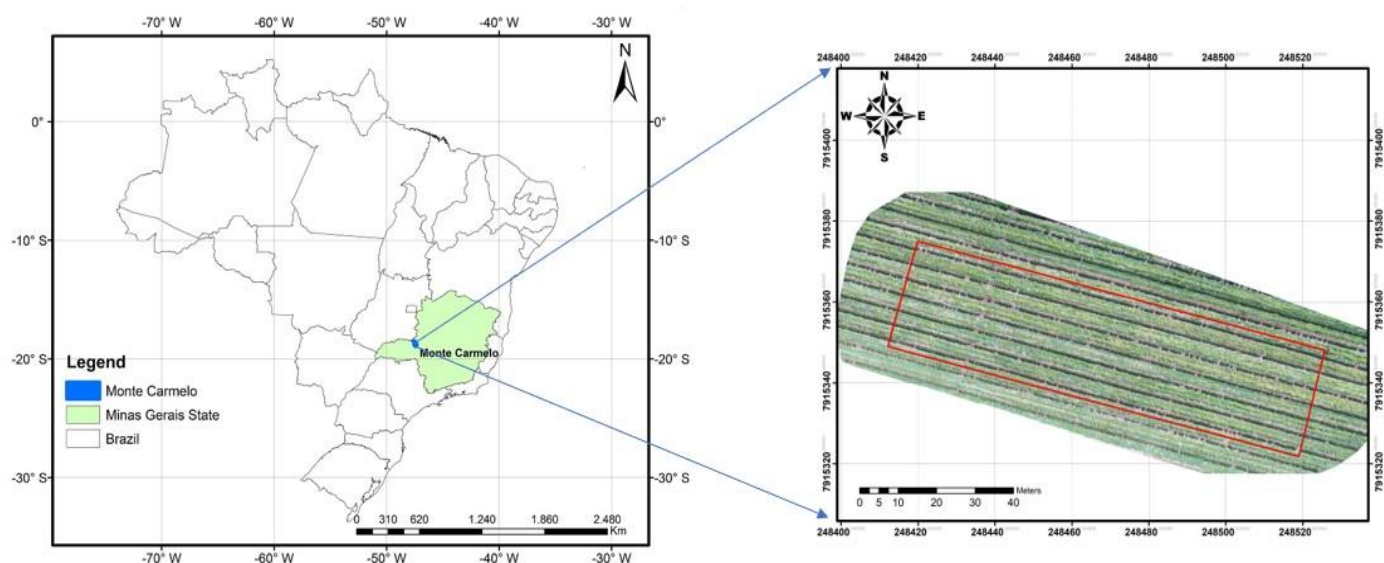 -70° W -60° W -50° W -40° W -30° W
N
0° 0°
-10° S -10° S
-20° S -20° S
-30° S -30° S
Monte Carmelo
Legend
Monte Carmelo
Minas Gerais State
Brazil
0 310 620 1.240 1.860 2.480
Km
-70° W -60° W -50° W -40° W -30° W
248400 248420 248440 248460 248480 248500 248520
N
W E
S
7915400 7915400
7915380 7915380
7915360 7915360
7915340 7915340
7915320 7915320
Meters
0 5 10 20 30 40
248400 248420 248440 248460 248480 248500 248520